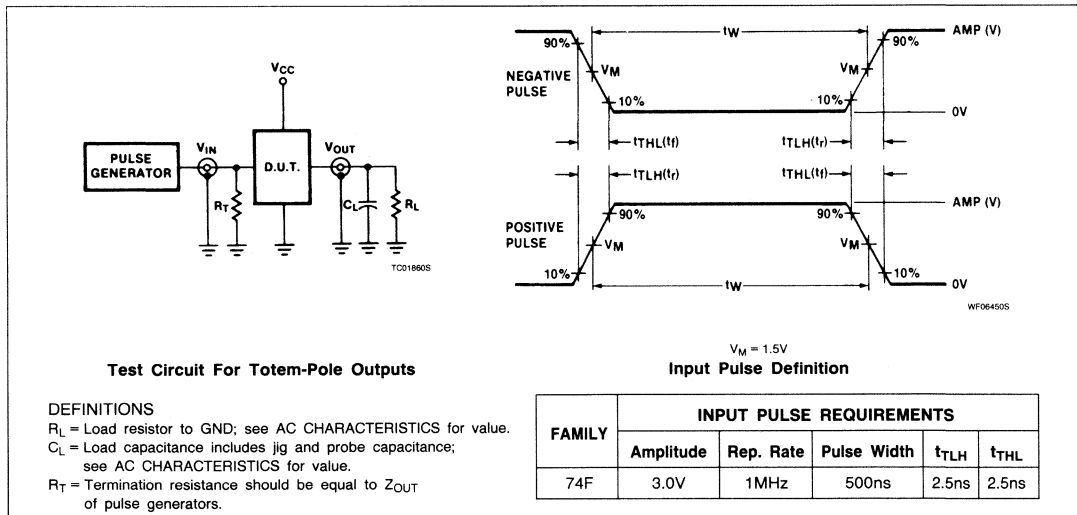 VCC
PULSE
GENERATOR
VIN
RT
D.U.T.
VOUT
CL
RL
TC01860S
Test Circuit For Totem-Pole Outputs
DEFINITIONS
RL = Load resistor to GND; see AC CHARACTERISTICS for value.
CL = Load capacitance includes jig and probe capacitance;
see AC CHARACTERISTICS for value.
RT = Termination resistance should be equal to ZOUT
of pulse generators.
NEGATIVE
PULSE
90%
tW
90%
AMP (V)
VM
VM
10%
10%
0V
tTHL(tf)
tTLH(tr)
tTLH(tr)
tTHL(tf)
POSITIVE
PULSE
90%
90%
AMP (V)
VM
VM
10%
10%
tW
0V
WF06450S
VM = 1.5V
Input Pulse Definition
FAMILY
INPUT PULSE REQUIREMENTS
Amplitude Rep. Rate Pulse Width tTLH tTHL
74F 3.0V 1MHz 500ns 2.5ns 2.5ns